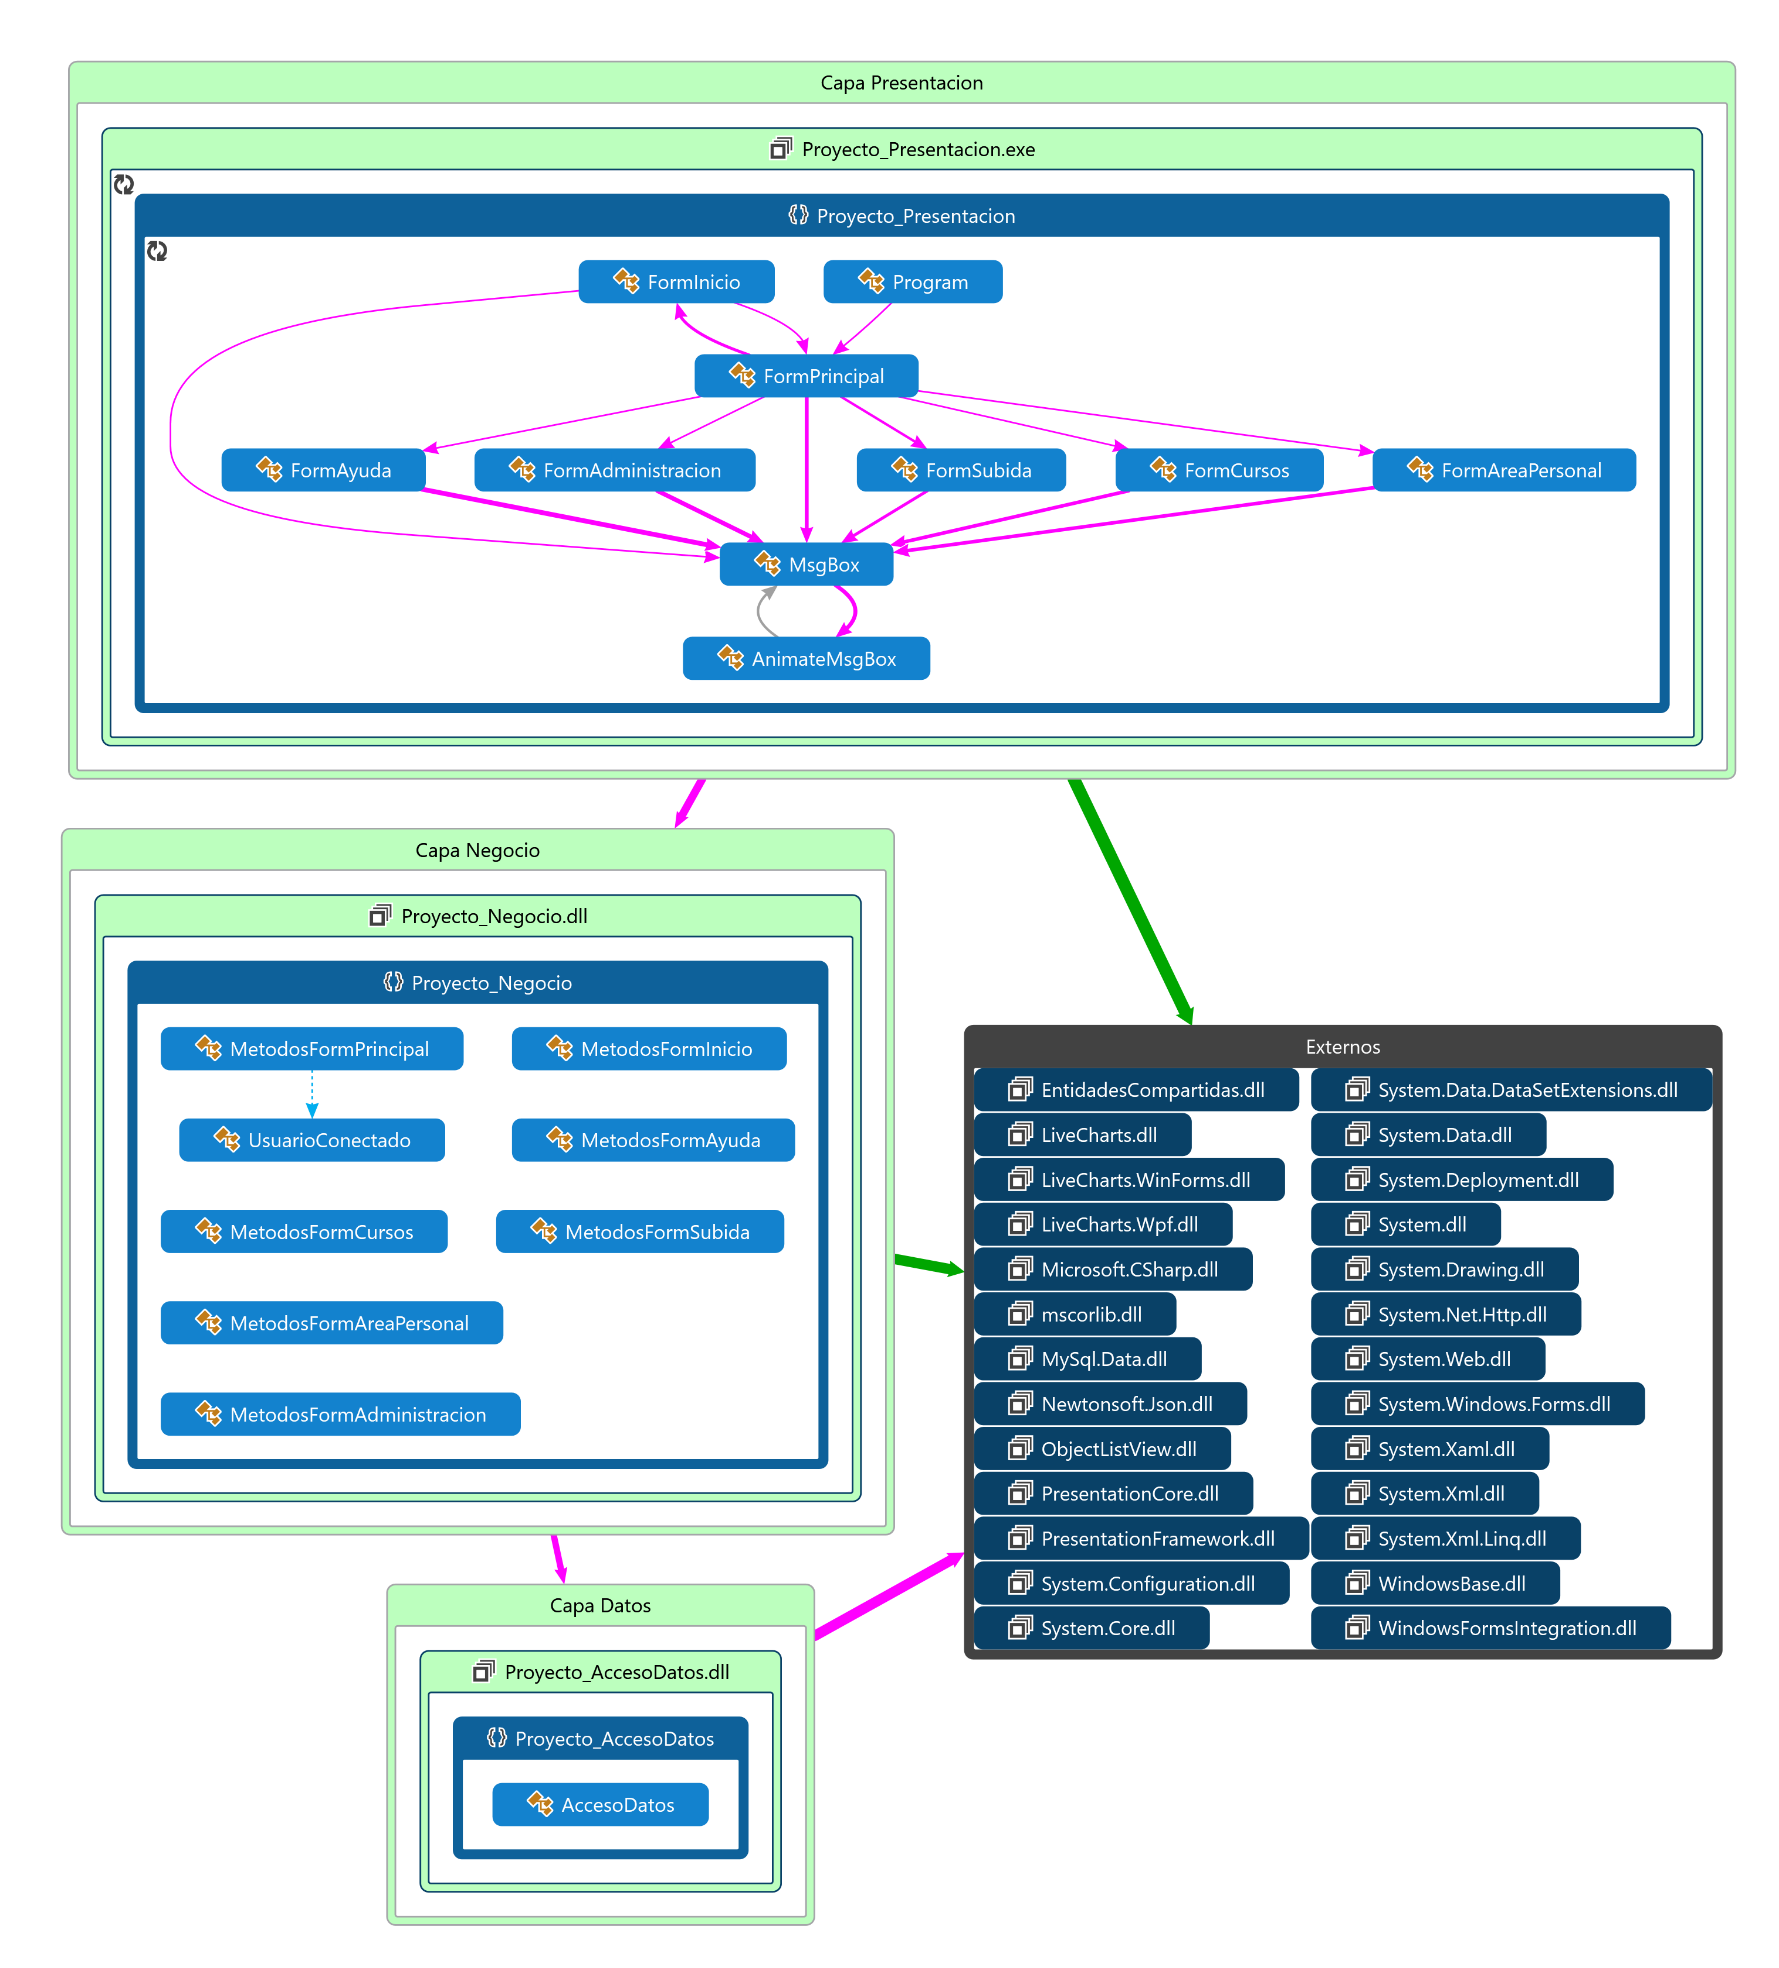 Capa Presentacion
Proyecto_Presentacion.exe
Proyecto_Presentacion
FormInicio
Program
FormPrincipal
FormAyuda
FormAdministracion
FormSubida
FormCursos
FormAreaPersonal
MsgBox
AnimateMsgBox
Capa Negocio
Proyecto_Negocio.dll
Proyecto_Negocio
MetodosFormPrincipal
MetodosFormInicio
UsuarioConectado
MetodosFormAyuda
MetodosFormCursos
MetodosFormSubida
MetodosFormAreaPersonal
MetodosFormAdministracion
Externos
EntidadesCompartidas.dll
LiveCharts.dll
LiveCharts.WinForms.dll
LiveCharts.Wpf.dll
Microsoft.CSharp.dll
mscorlib.dll
MySql.Data.dll
Newtonsoft.Json.dll
ObjectListView.dll
PresentationCore.dll
PresentationFramework.dll
System.Configuration.dll
System.Core.dll
System.Data.DataSetExtensions.dll
System.Data.dll
System.Deployment.dll
System.dll
System.Drawing.dll
System.Net.Http.dll
System.Web.dll
System.Windows.Forms.dll
System.Xaml.dll
System.Xml.dll
System.Xml.Linq.dll
WindowsBase.dll
WindowsFormsIntegration.dll
Capa Datos
Proyecto_AccesoDatos.dll
Proyecto_AccesoDatos
AccesoDatos